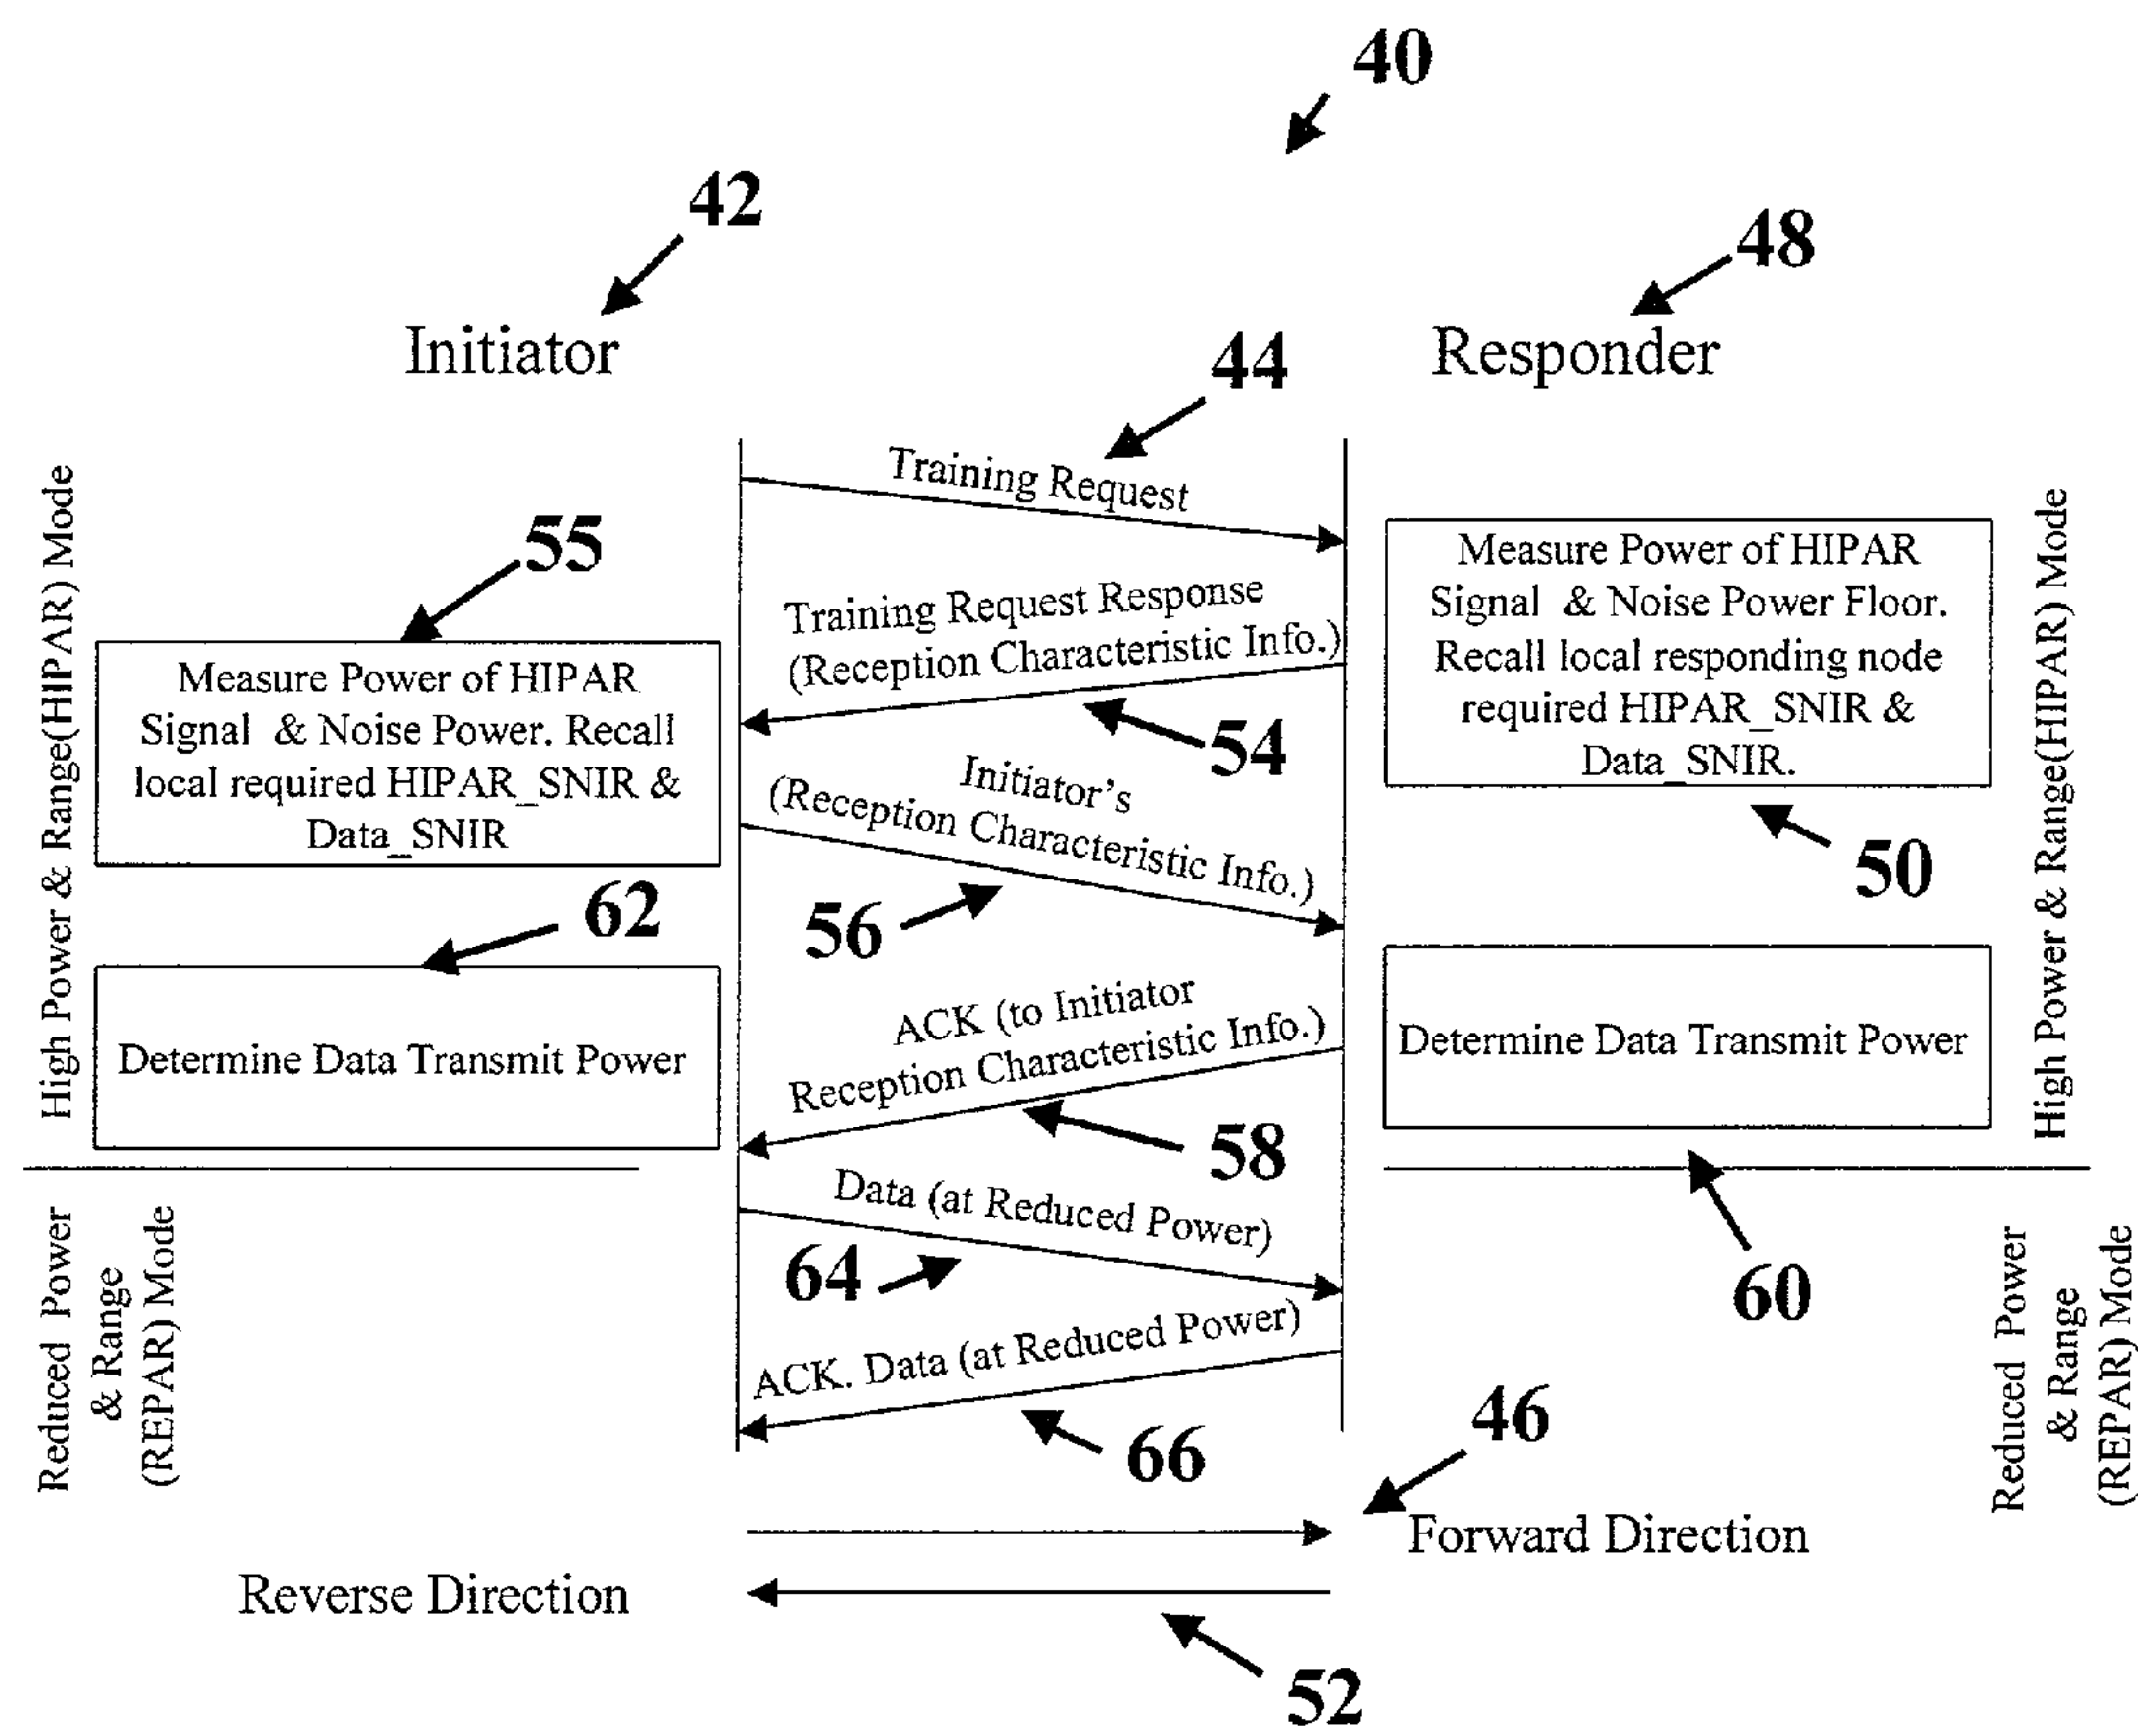 40
42
48
Initiator
Responder
44
Training Request
High Power & Range(HIPAR) Mode
55
Measure Power of HIPAR
Signal & Noise Power Floor.
Recall local responding node
required HIPAR_SNIR &
Data_SNIR.
High Power & Range(HIPAR) Mode
Training Request Response
(Reception Characteristic Info.)
Measure Power of HIPAR
Signal & Noise Power. Recall
local required HIPAR_SNIR &
Data_SNIR
54
Initiator's
(Reception Characteristic Info.)
50
62
56
Determine Data Transmit Power
ACK (to Initiator
Reception Characteristic Info.)
Determine Data Transmit Power
58
Data (at Reduced Power)
64
60
Reduced Power
& Range
(REPAR) Mode
ACK. Data (at Reduced Power)
Reduced Power
& Range
(REPAR) Mode
66
46
Forward Direction
Reverse Direction
52